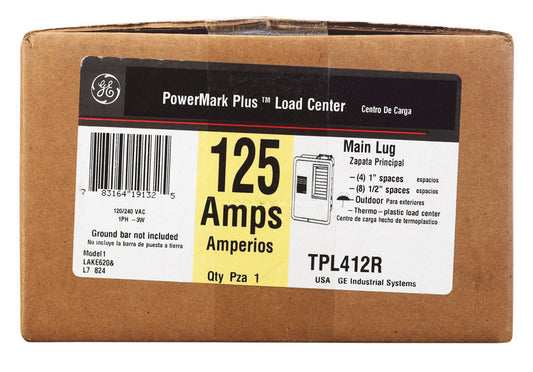 GE
PowerMark Plus™ Load Center Centro De Carga
7 83164 19132 5
120/240 VAC
1PH –3W
Ground bar not included
No incluye la barra de puesta a tierra
Model1
LAKE620&
L7 824
125
Amps
Amperios
Qty Pza 1
Main Lug
Zapata Principal
–(4) 1" spaces espacios
–(8) 1/2" spaces espacios
–Outdoor Para exteriores
–Thermo–plastic load center
Centro de carga hecho de termoplastico
TPL412R
USA GE Industrial Systems